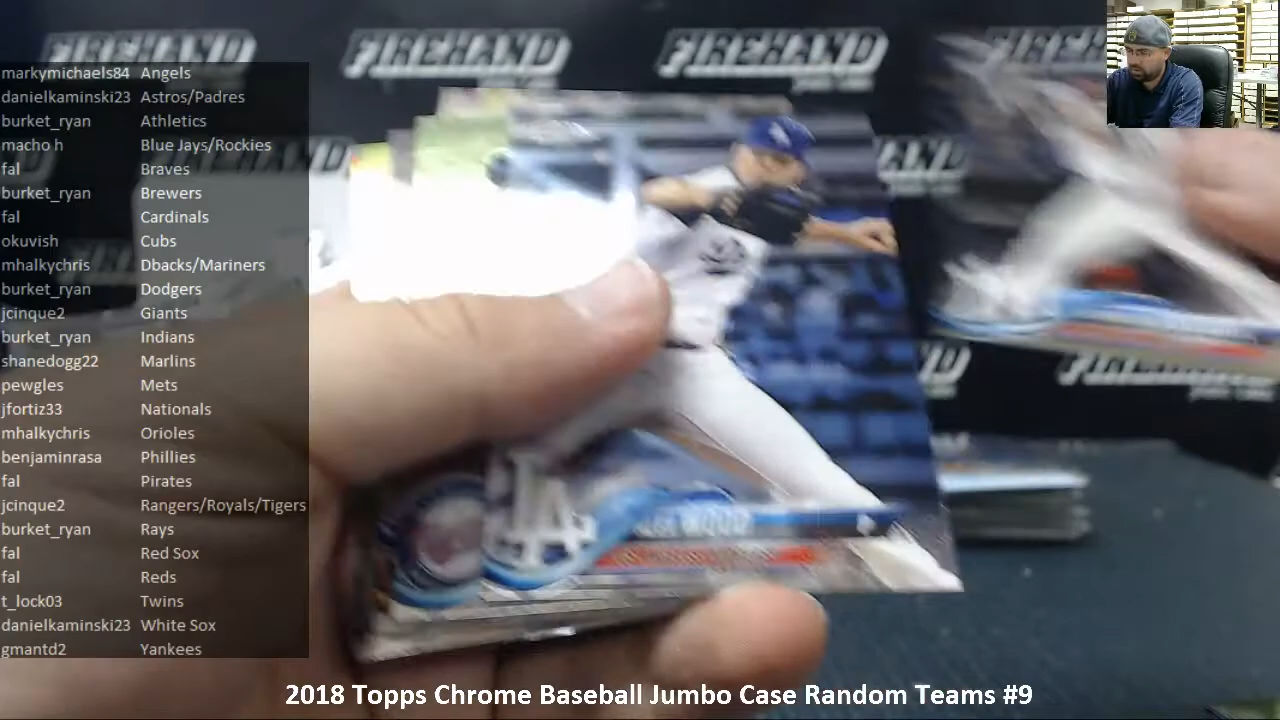 FIREHAND
FIREHAND
FIREHAND
markymichaels84 Angels
danielkaminski23 Astros/Padres
burket_ryan Athletics
macho h Blue Jays/Rockies
fal Braves
burket_ryan Brewers
fal Cardinals
okuvish Cubs
mhalkychris Dbacks/Mariners
burket_ryan Dodgers
jcinque2 Giants
burket_ryan Indians
shanedogg22 Marlins
pewgles Mets
jfortiz33 Nationals
mhalkychris Orioles
benjaminrasa Phillies
fal Pirates
jcinque2 Rangers/Royals/Tigers
burket_ryan Rays
fal Red Sox
fal Reds
t_lock03 Twins
danielkaminski23 White Sox
gmantd2 Yankees
LA
2018 Topps Chrome Baseball Jumbo Case Random Teams #9